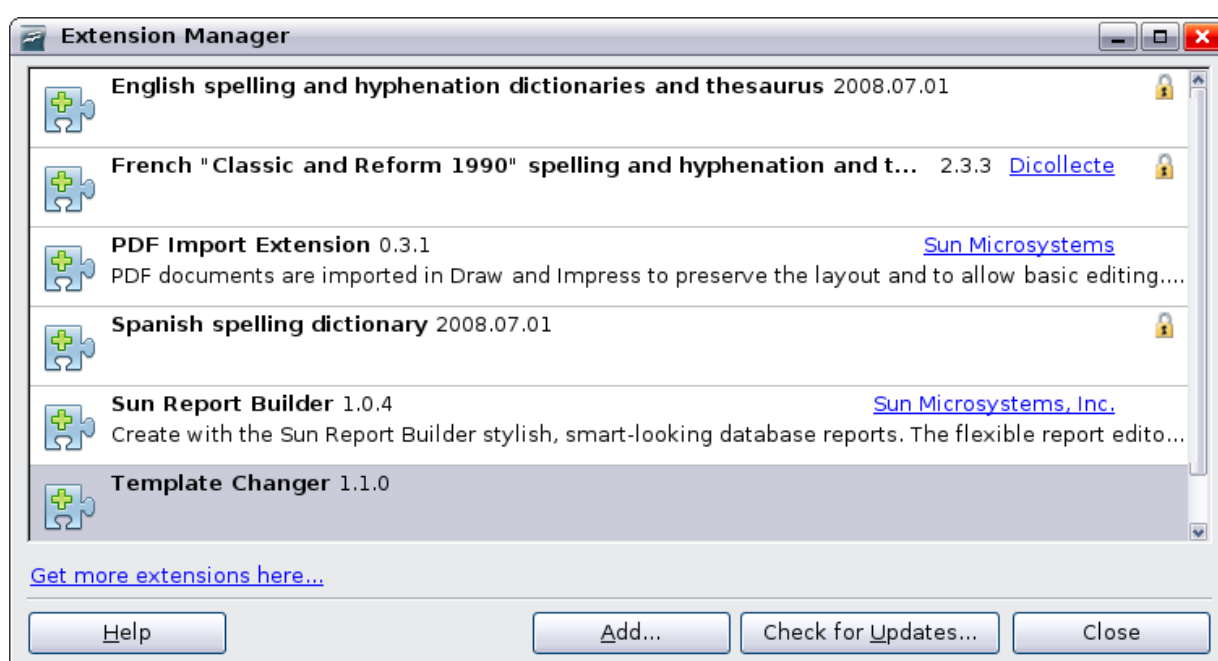 Extension Manager
English spelling and hyphenation dictionaries and thesaurus 2008.07.01
French "Classic and Reform 1990" spelling and hyphenation and t... 2.3.3 Dicollecte
PDF Import Extension 0.3.1 Sun Microsystems
PDF documents are imported in Draw and Impress to preserve the layout and to allow basic editing....
Spanish spelling dictionary 2008.07.01
Sun Report Builder 1.0.4 Sun Microsystems, Inc.
Create with the Sun Report Builder stylish, smart-looking database reports. The flexible report edito...
Template Changer 1.1.0
Get more extensions here...
Help Add... Check for Updates... Close